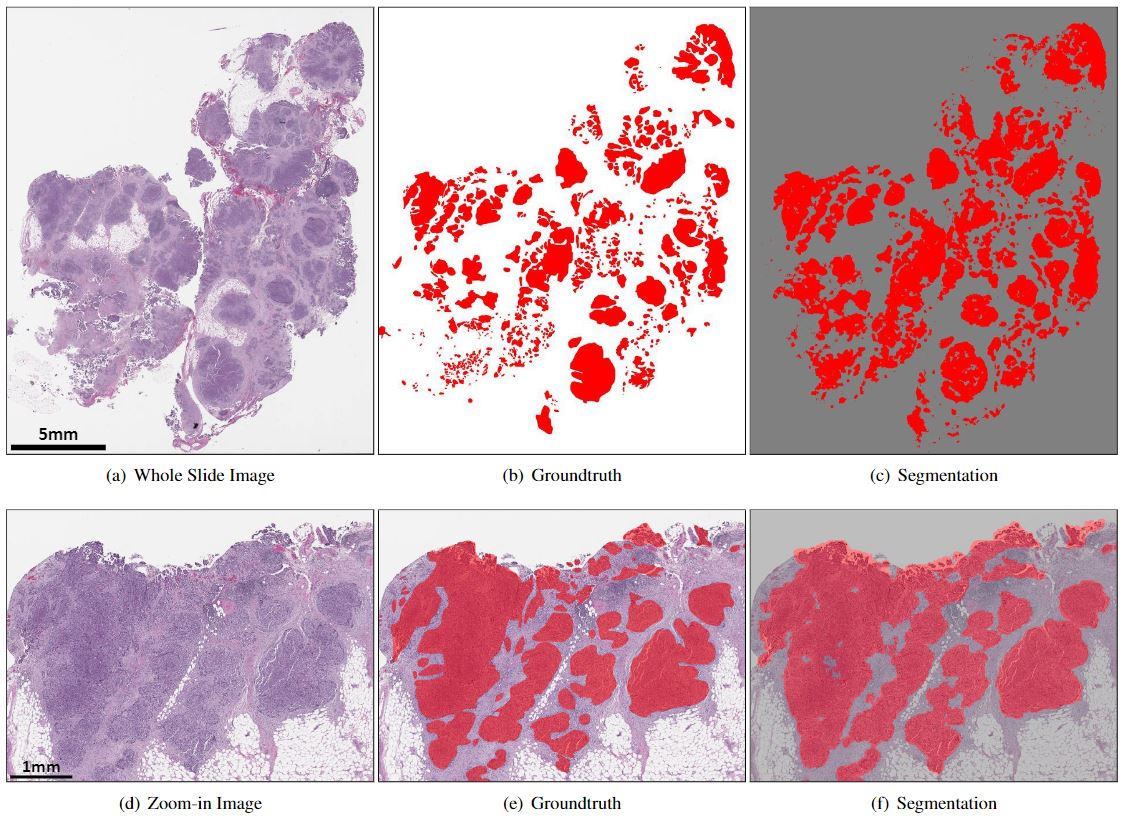 5mm
(a) Whole Slide Image
(b) Groundtruth
(c) Segmentation
1mm
(d) Zoom-in Image
(e) Groundtruth
(f) Segmentation